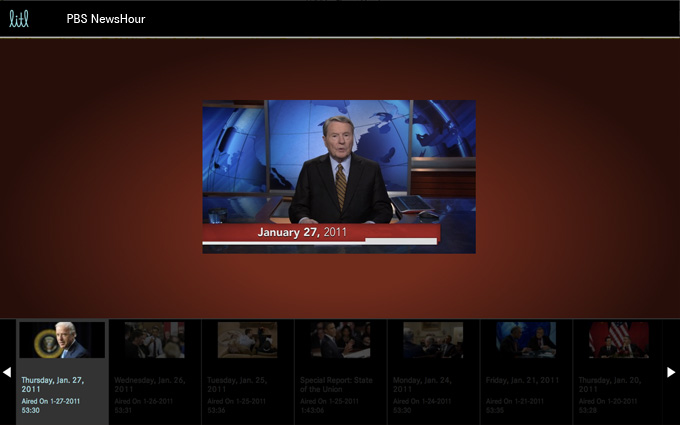 litl
PBS NewsHour
January 27, 2011
Thursday, Jan. 27,
2011
Aired On 1-27-2011
53:30
Wednesday, Jan. 26,
2011
Aired On 1-26-2011
53:31
Tuesday, Jan. 25,
2011
Aired On 1-25-2011
53:36
Special Report: State
of the Union
Aired On 1-25-2011
1:43:06
Monday, Jan. 24,
2011
Aired On 1-24-2011
53:30
Friday, Jan. 21, 2011
Aired On 1-21-2011
53:35
Thursday, Jan. 20,
2011
Aired On 1-20-2011